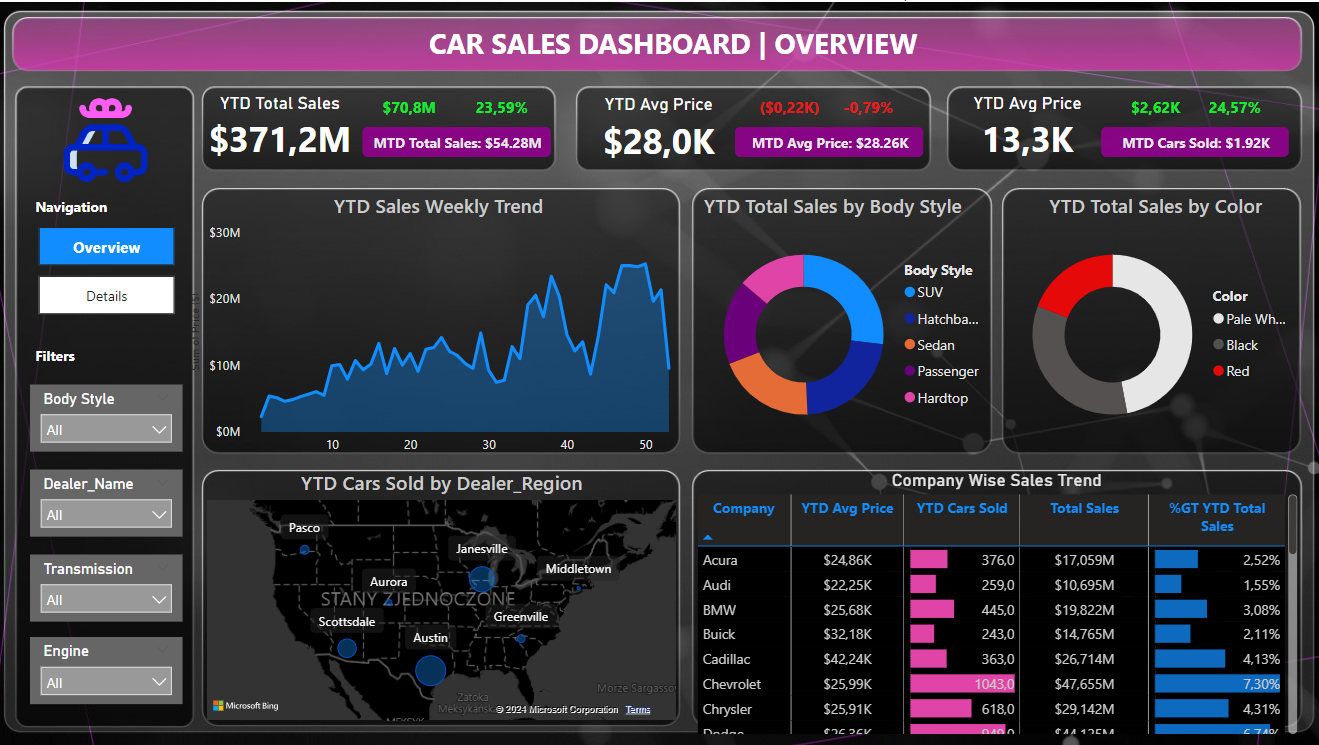 CAR SALES DASHBOARD | OVERVIEW
YTD Total Sales
$70,8M
23,59%
$371,2M
MTD Total Sales: $54.28M
YTD Avg Price
($0,22K)
-0,79%
$28,0K
MTD Avg Price: $28.26K
YTD Avg Price
$2,62K
24,57%
13,3K
MTD Cars Sold: $1.92K
Navigation
Overview
Details
Filters
Body Style
All
Dealer_Name
All
Transmission
All
Engine
All
YTD Sales Weekly Trend
$30M
$20M
$10M
$0M
10 20 30 40 50
YTD Total Sales by Body Style
Body Style
SUV
Hatchba...
Sedan
Passenger
Hardtop
YTD Total Sales by Color
Color
Pale Wh...
Black
Red
YTD Cars Sold by Dealer_Region
Pasco
Janesville
Middletown
Aurora
STANY ZJEDNOCZONE
Scottsdale
Greenville
Austin
Morze Sargasso
Zatoka
Meksykańsk
MEKSYK
Microsoft Bing
© 2024 Microsoft Corporation Terms
Company Wise Sales Trend
Company YTD Avg Price YTD Cars Sold Total Sales %GT YTD Total
Sales
Acura $24,86K 376,0 $17,059M 2,52%
Audi $22,25K 259,0 $10,695M 1,55%
BMW $25,68K 445,0 $19,822M 3,08%
Buick $32,18K 243,0 $14,765M 2,11%
Cadillac $42,24K 363,0 $26,714M 4,13%
Chevrolet $25,99K 1043,0 $47,655M 7,30%
Chrysler $25,91K 618,0 $29,142M 4,31%
Dodge $26,36K 949,0 $44,125M 6,74%